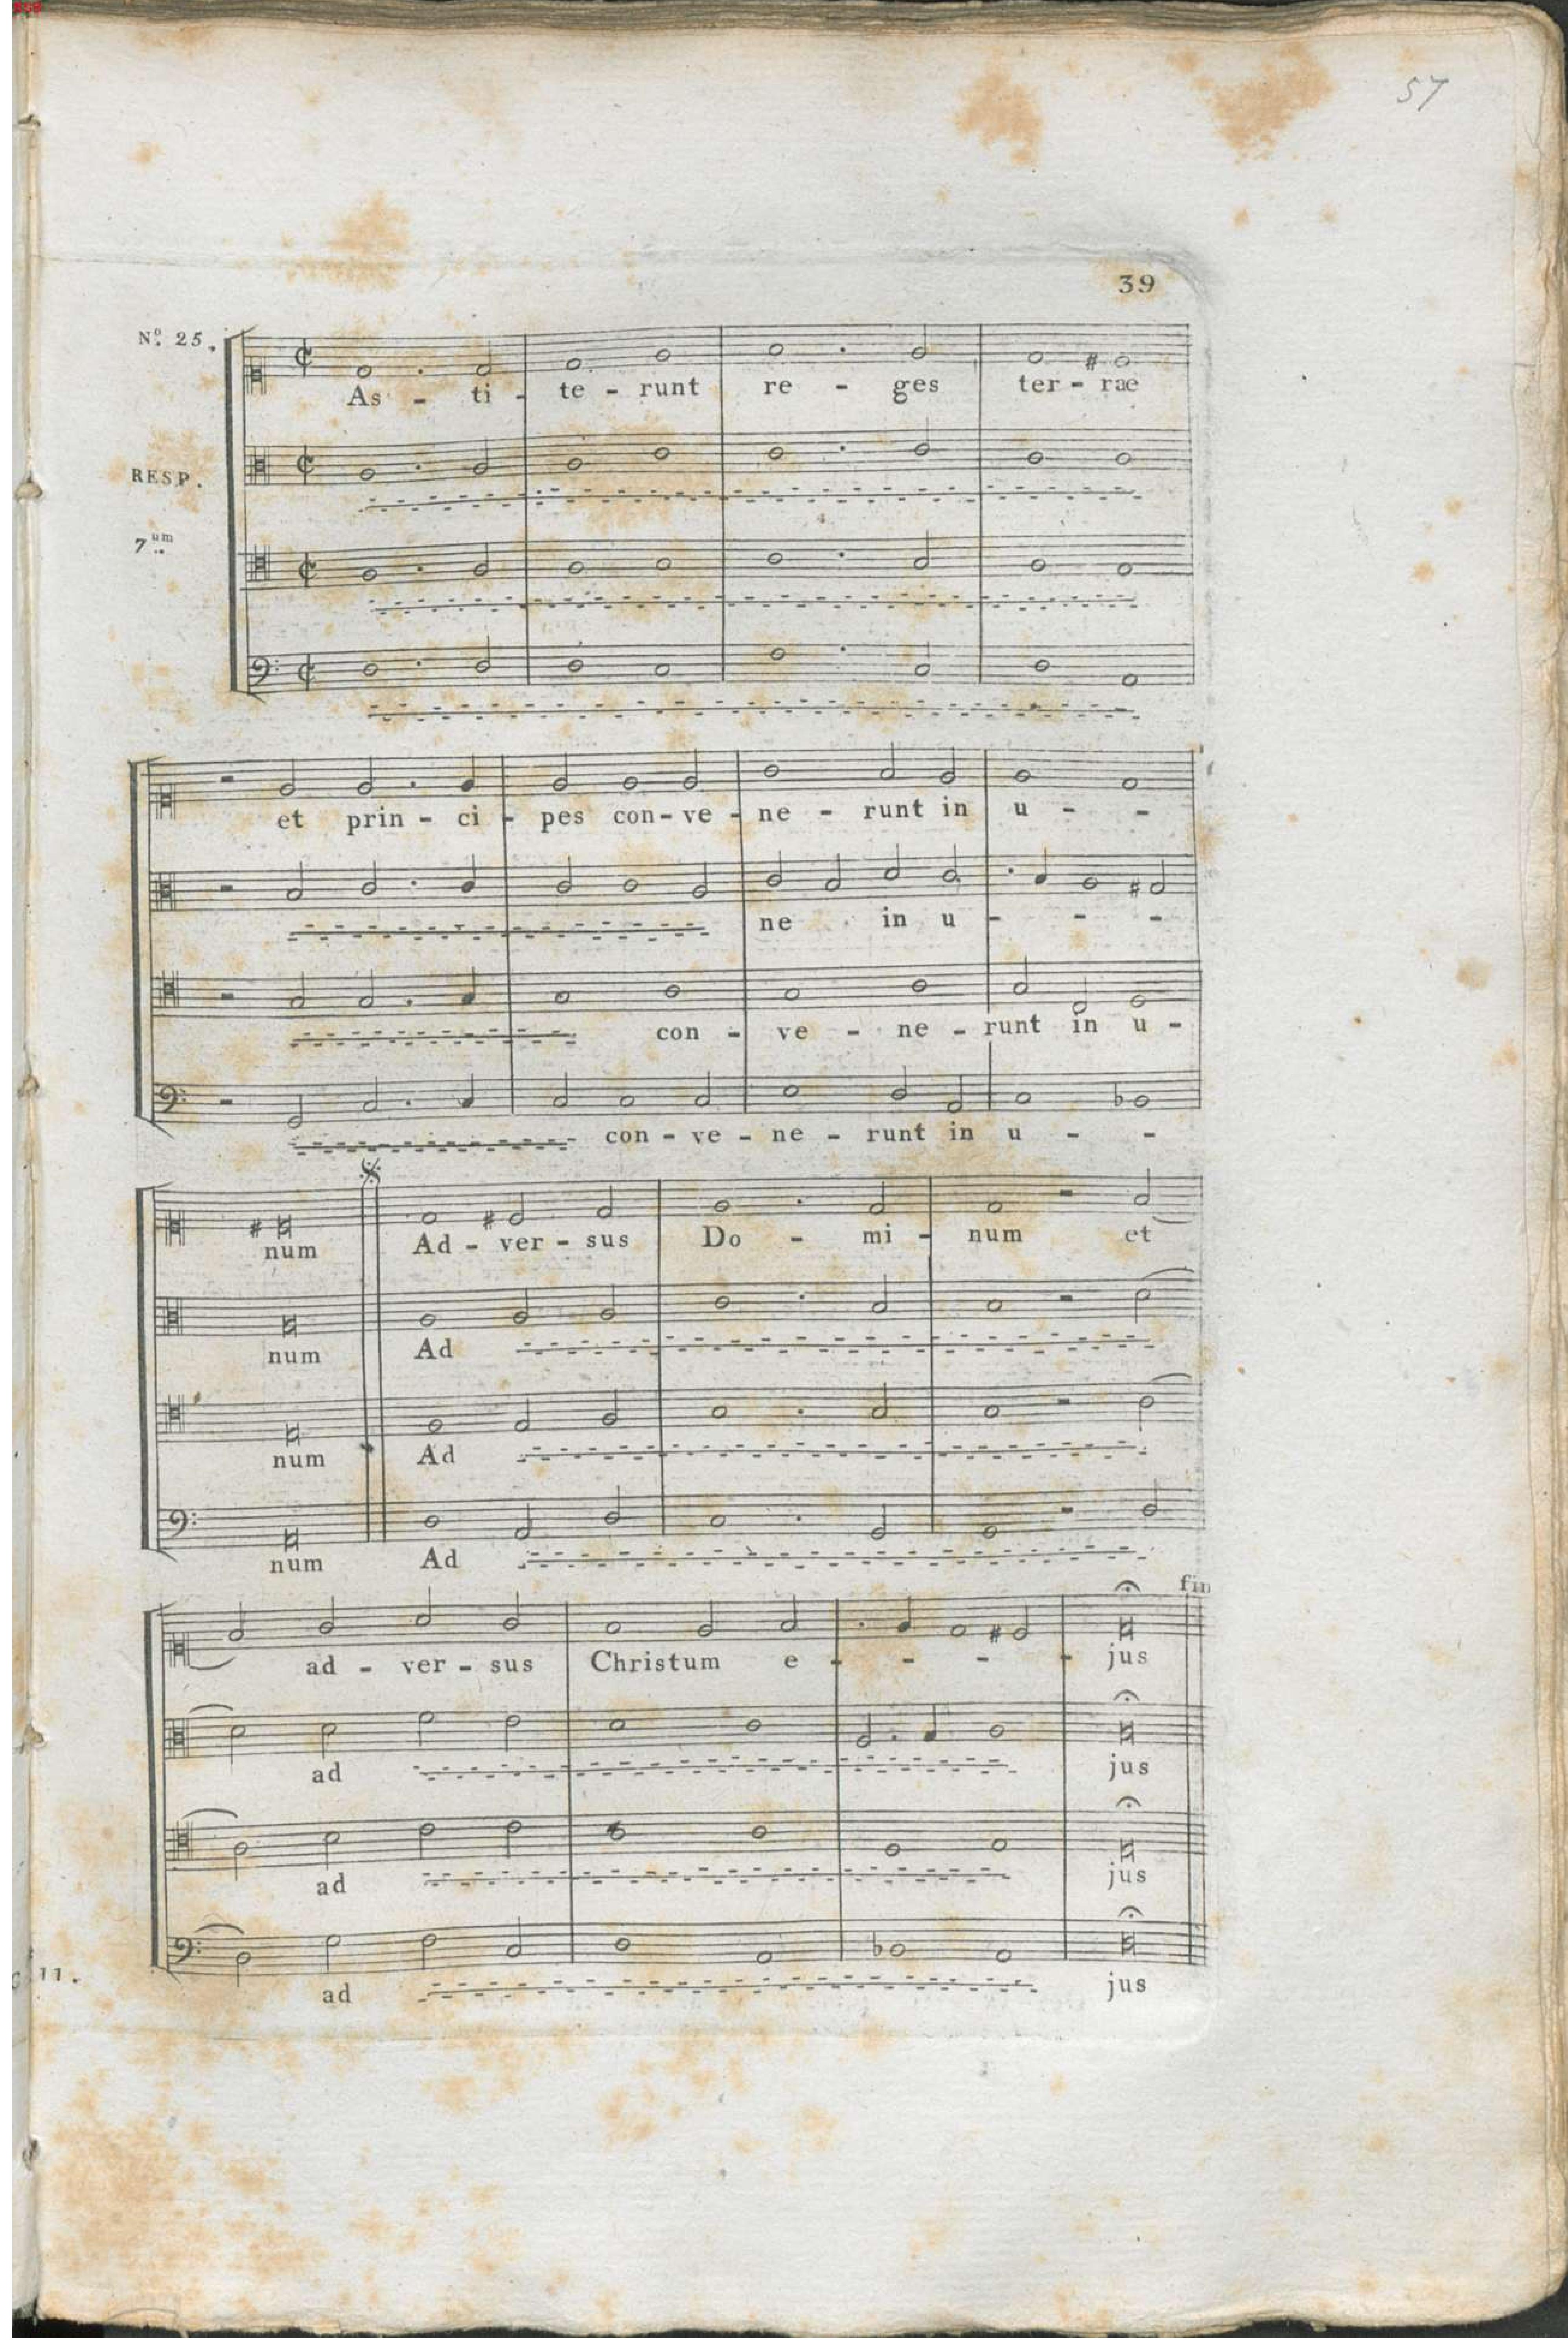 57
39
Nº. 25.
As - ti - te - runt re - ges ter - rae
RESP.
7um
et prin - ci - pes con - ve - ne - runt in u - -
ne in u - - -
con - ve - ne - runt in u -
con - ve - ne - runt in u - -
num Ad - ver - sus Do - mi - num et
num Ad
num Ad
num Ad
fin
ad - ver - sus Christum e - - - - jus
ad jus
ad jus
11.
ad jus